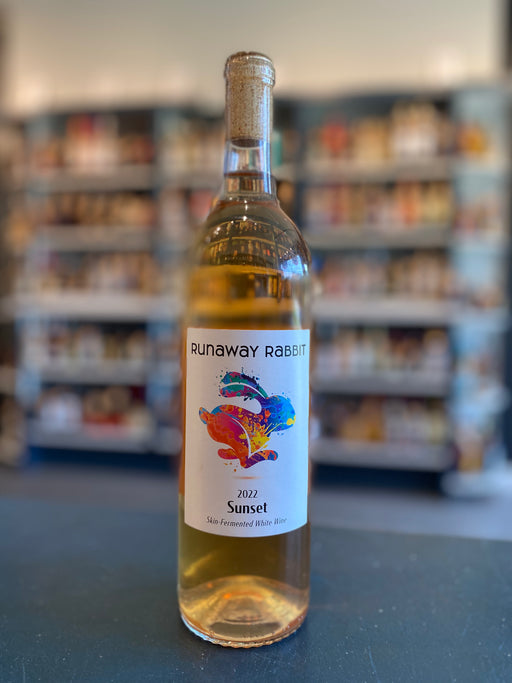 RUNAWAY RABBIT
2022
Sunset
Skin-Fermented White Wine